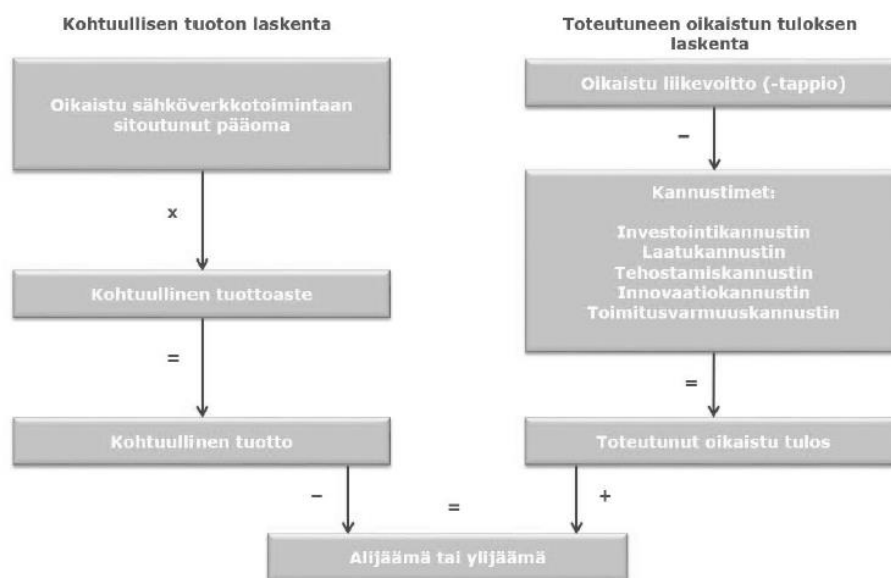 Kohtuullisen tuoton laskenta
Oikaistu sähköverkkotoimintaan
sitoutunut pääoma
x
Kohtuullinen tuottoaste
=
Kohtuullinen tuotto
Toteutuneen oikaistun tuloksen
laskenta
Oikaistu liikevoitto (-tappio)
–
Kannustimet:
Investointikannustin
Laatukannustin
Tehostamiskannustin
Innovaatiokannustin
Toimitusvarmuuskannustin
=
Toteutunut oikaistu tulos
–
=
+
Alijäämä tai ylijäämä